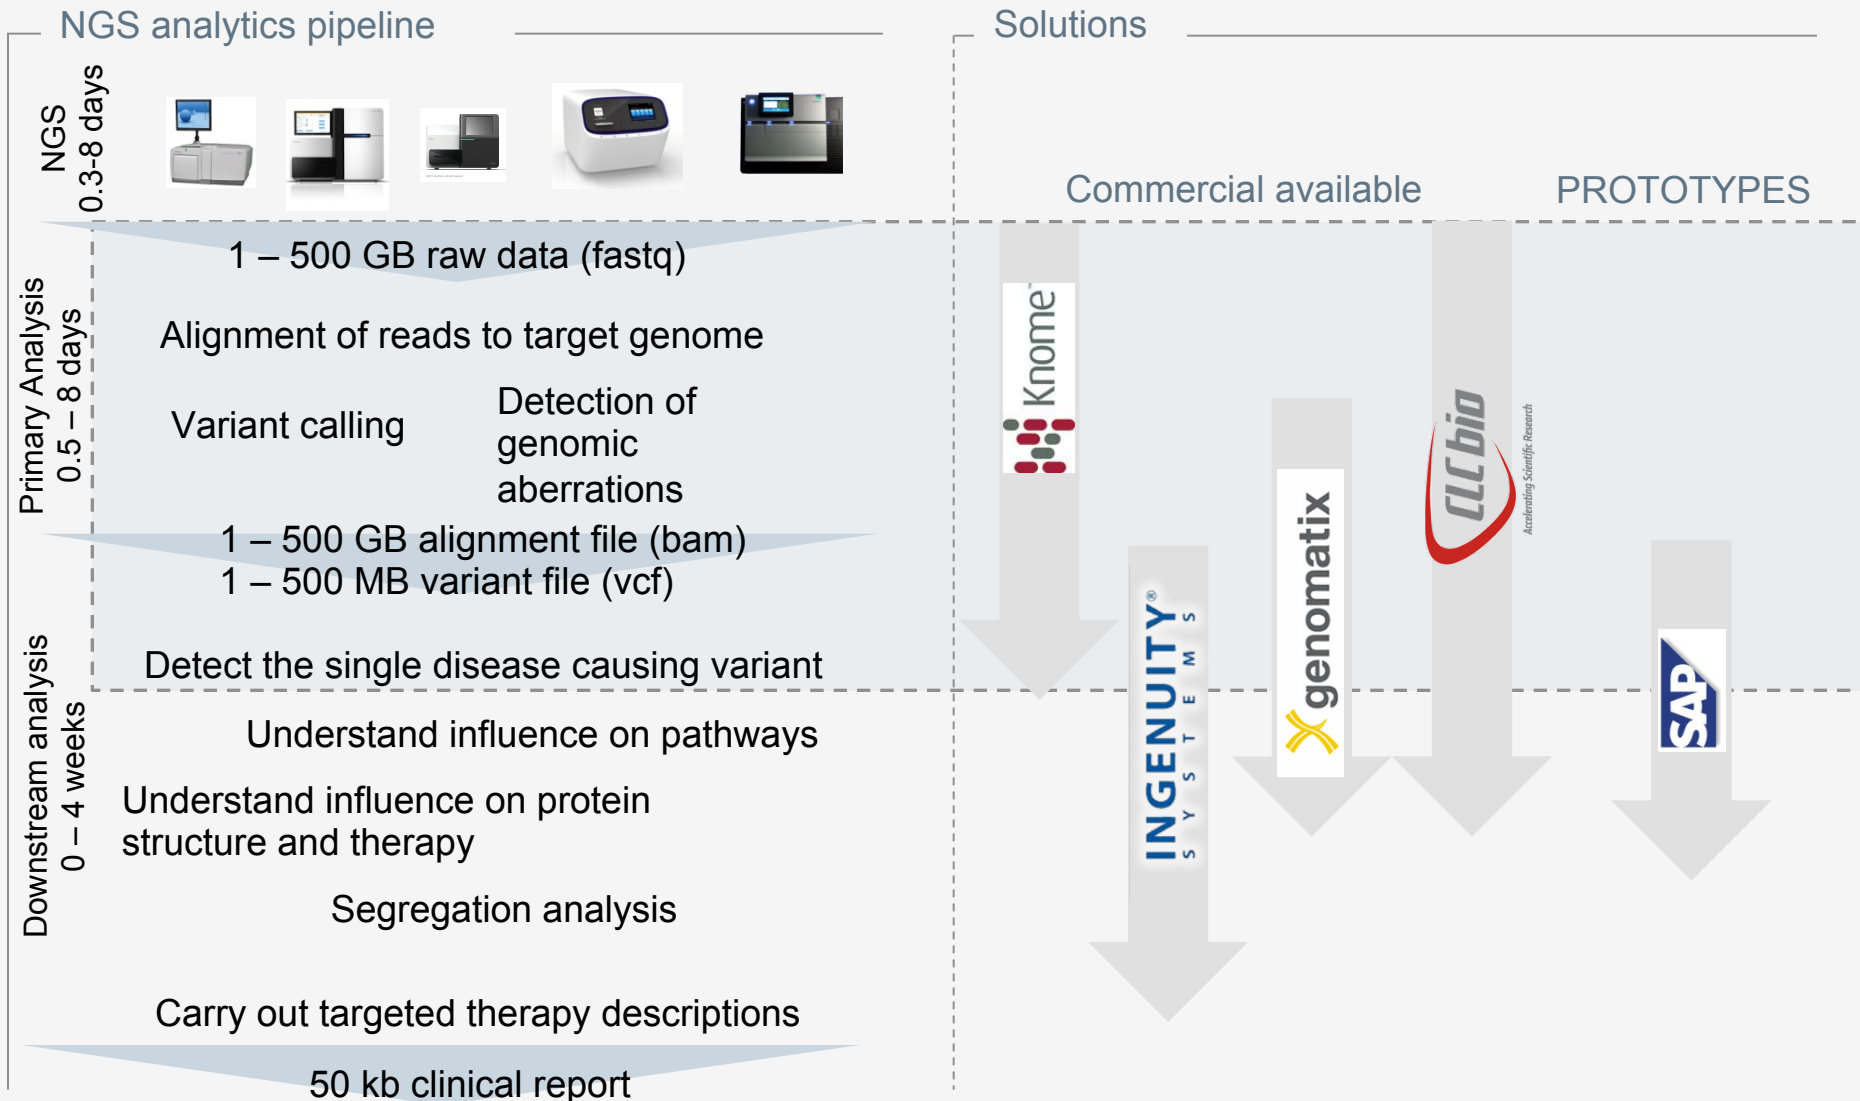 NGS analytics pipeline
Solutions
NGS
0.3-8 days
Commercial available
PROTOTYPES
1 – 500 GB raw data (fastq)
Primary Analysis
0.5 – 8 days
Alignment of reads to target genome
Variant calling
Detection of
genomic
aberrations
1 – 500 GB alignment file (bam)
1 – 500 MB variant file (vcf)
Detect the single disease causing variant
Downstream analysis
0 – 4 weeks
Understand influence on pathways
Understand influence on protein
structure and therapy
Segregation analysis
Carry out targeted therapy descriptions
50 kb clinical report
Knome™
INGENUITY®
SYSTEMS
genomatix
CLC bio
Accelerating Scientific Research
SAP